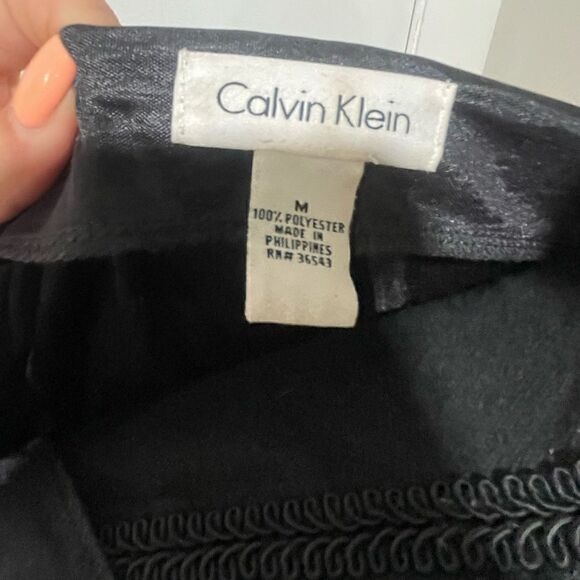 Calvin Klein
M
100% POLYESTER
MADE IN
PHILIPPINES
RN# 36543